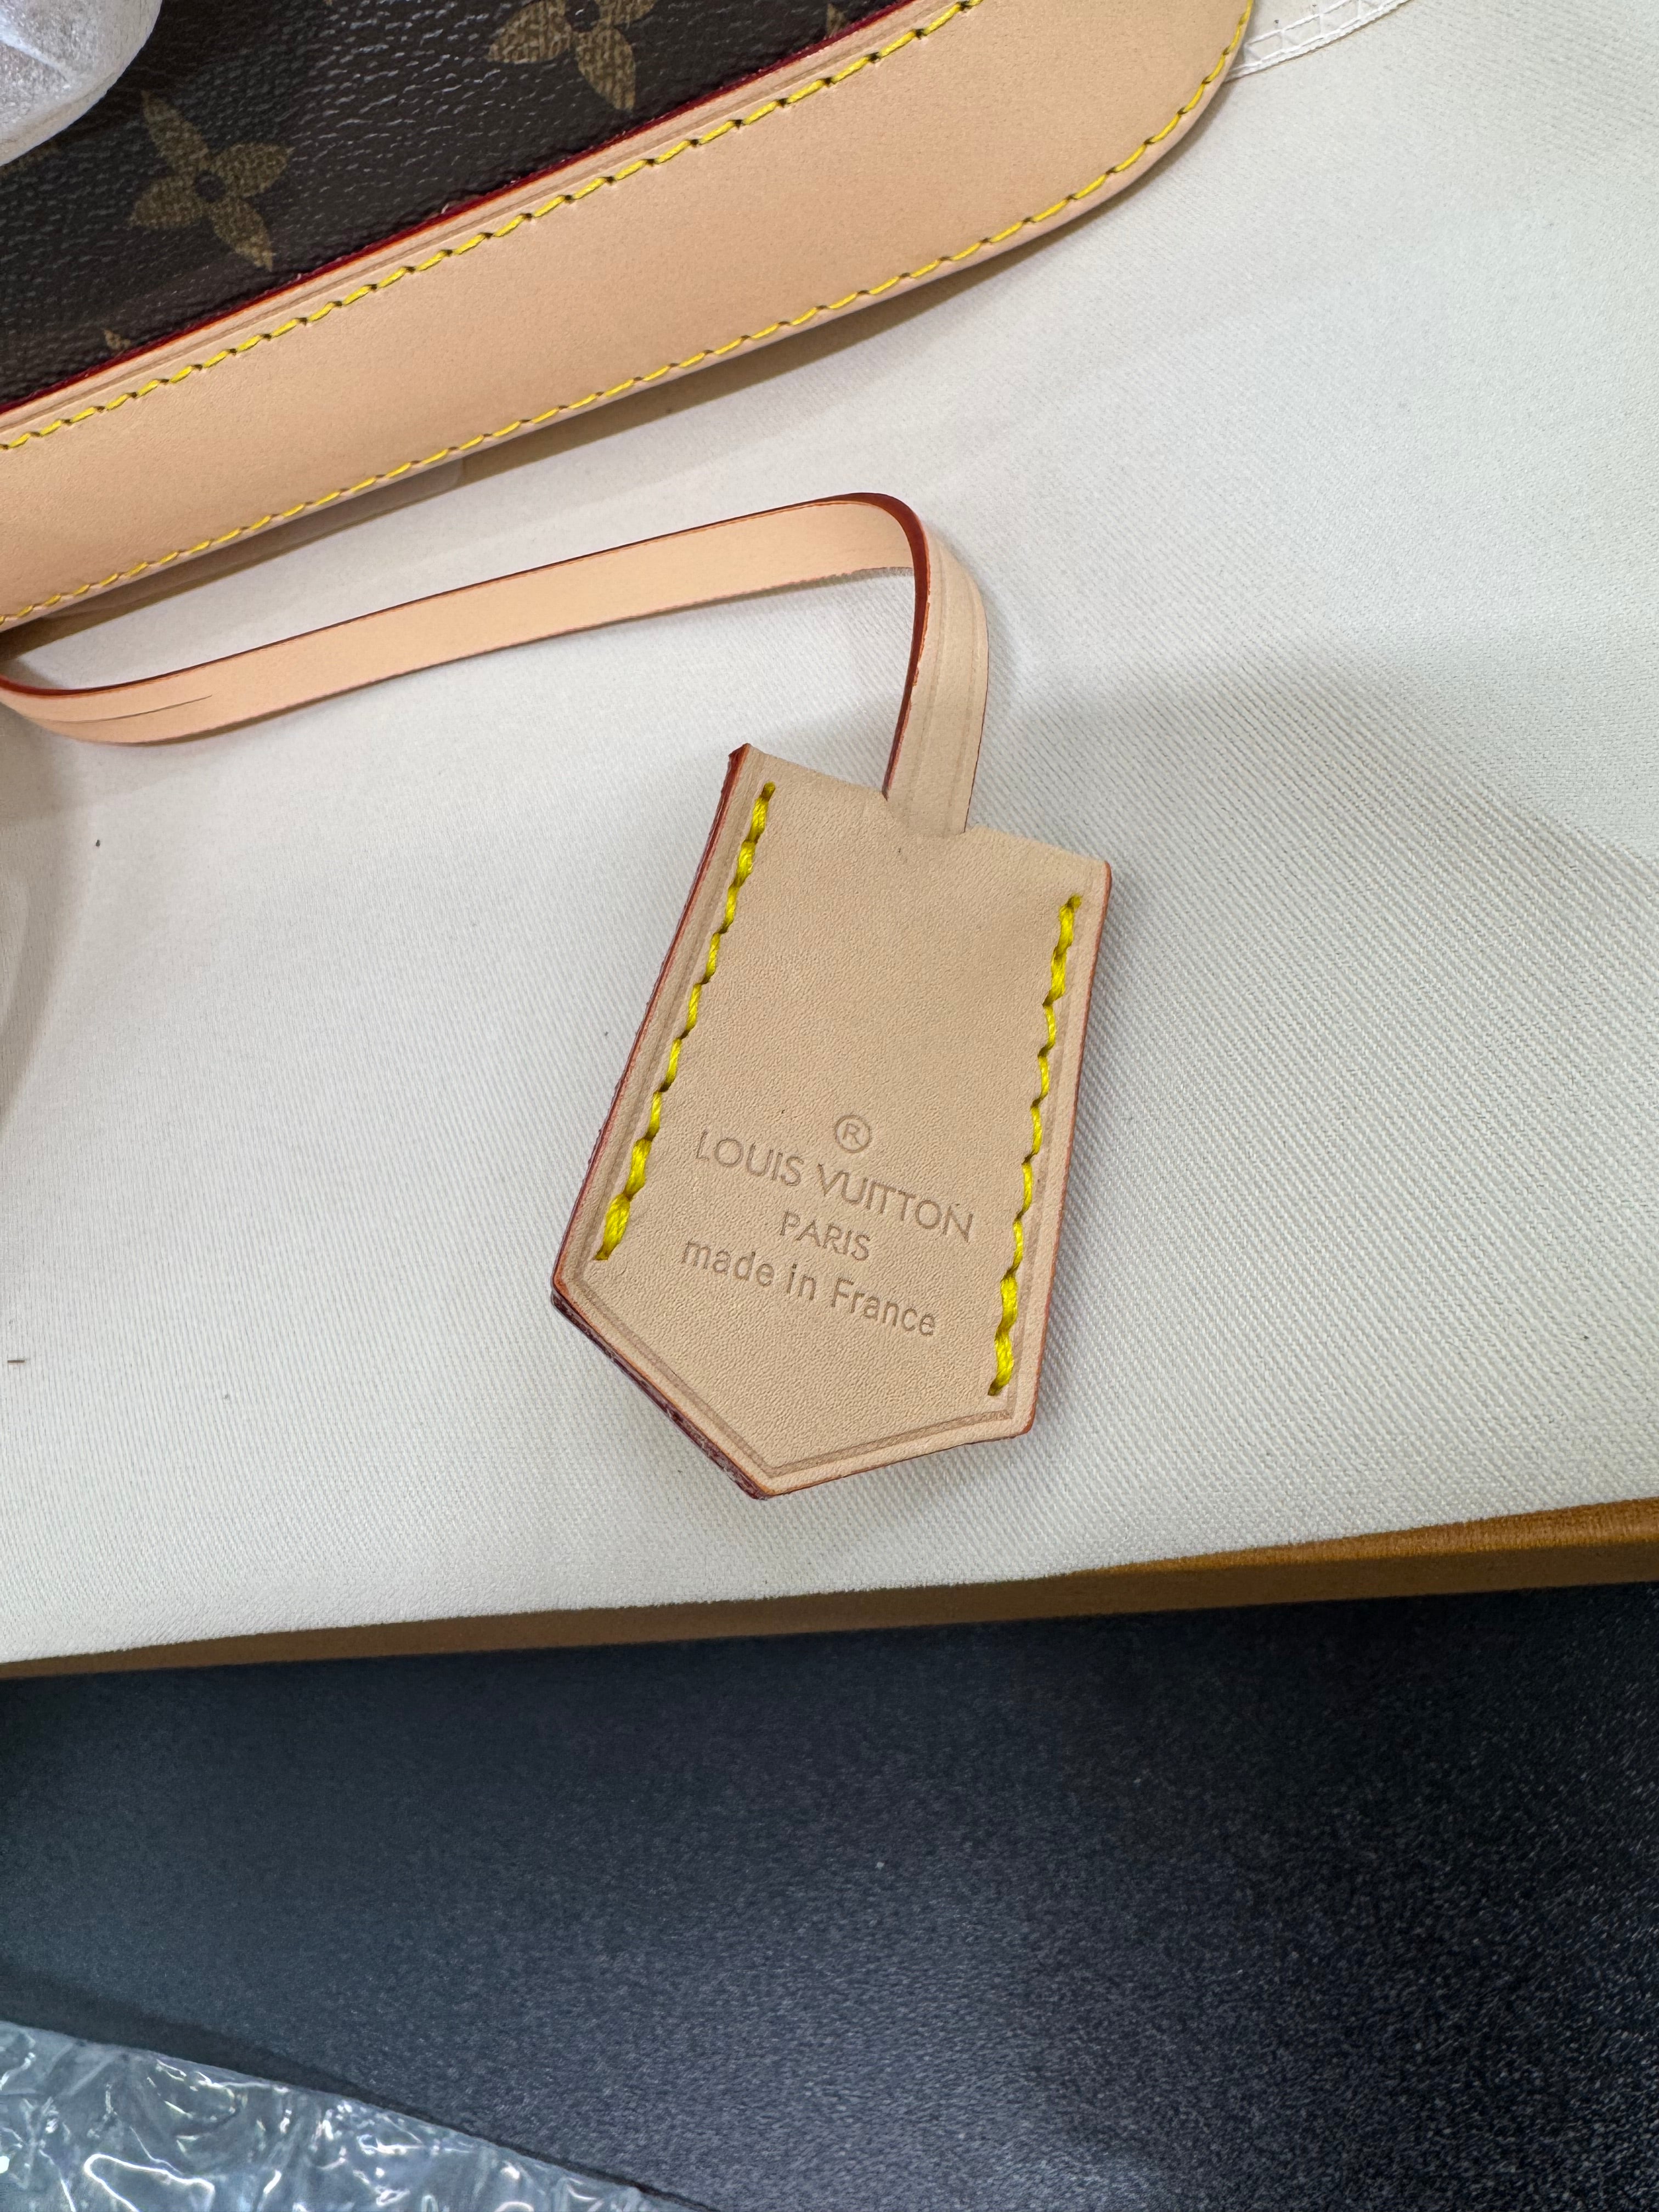 ®
LOUIS VUITTON
PARIS
made in France